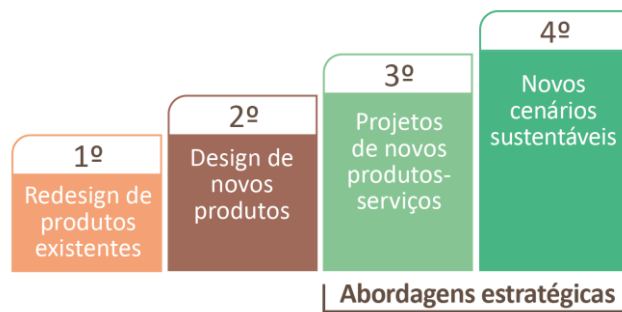 1º
Redesign de
produtos
existentes
2º
Design de
novos
produtos
3º
Projetos
de novos
produtos-
serviços
4º
Novos
cenários
sustentáveis
Abordagens estratégicas